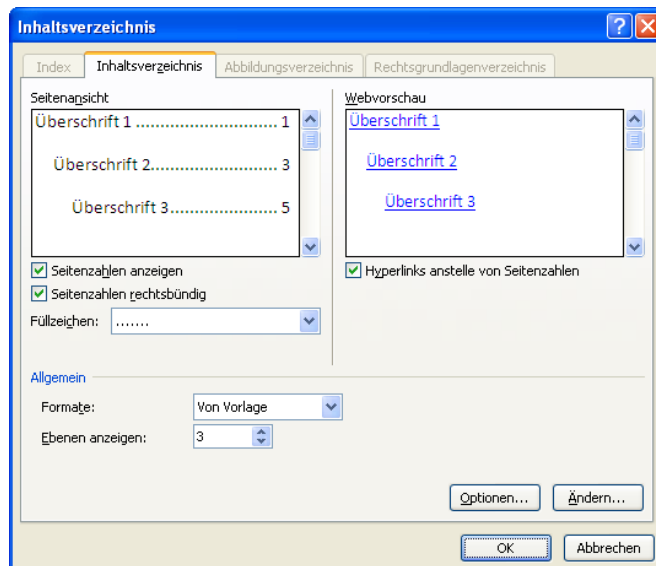 Inhaltsverzeichnis
Index Inhaltsverzeichnis Abbildungsverzeichnis Rechtsgrundlagenverzeichnis
Seitenansicht
Überschrift 1 ............................. 1
Überschrift 2......................... 3
Überschrift 3...................... 5
Seitenzahlen anzeigen
Seitenzahlen rechtsbündig
Füllzeichen: .......
Webvorschau
Überschrift 1
Überschrift 2
Überschrift 3
Hyperlinks anstelle von Seitenzahlen
Allgemein
Formate: Von Vorlage
Ebenen anzeigen: 3
Optionen... Ändern...
OK Abbrechen